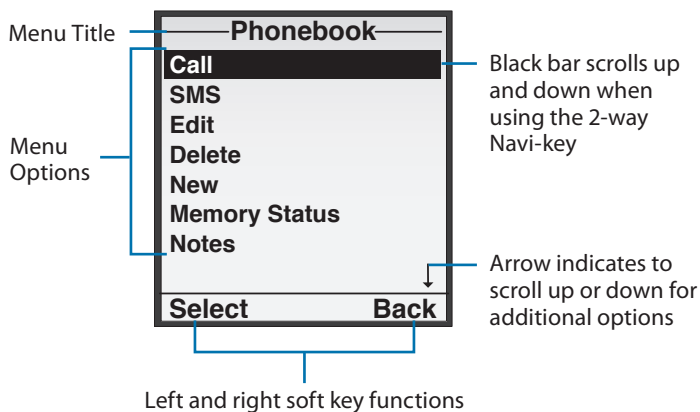 Menu Title
Phonebook
Call
SMS
Edit
Delete
New
Memory Status
Notes
Select Back
Menu
Options
Black bar scrolls up
and down when
using the 2-way
Navi-key
Arrow indicates to
scroll up or down for
additional options
Left and right soft key functions